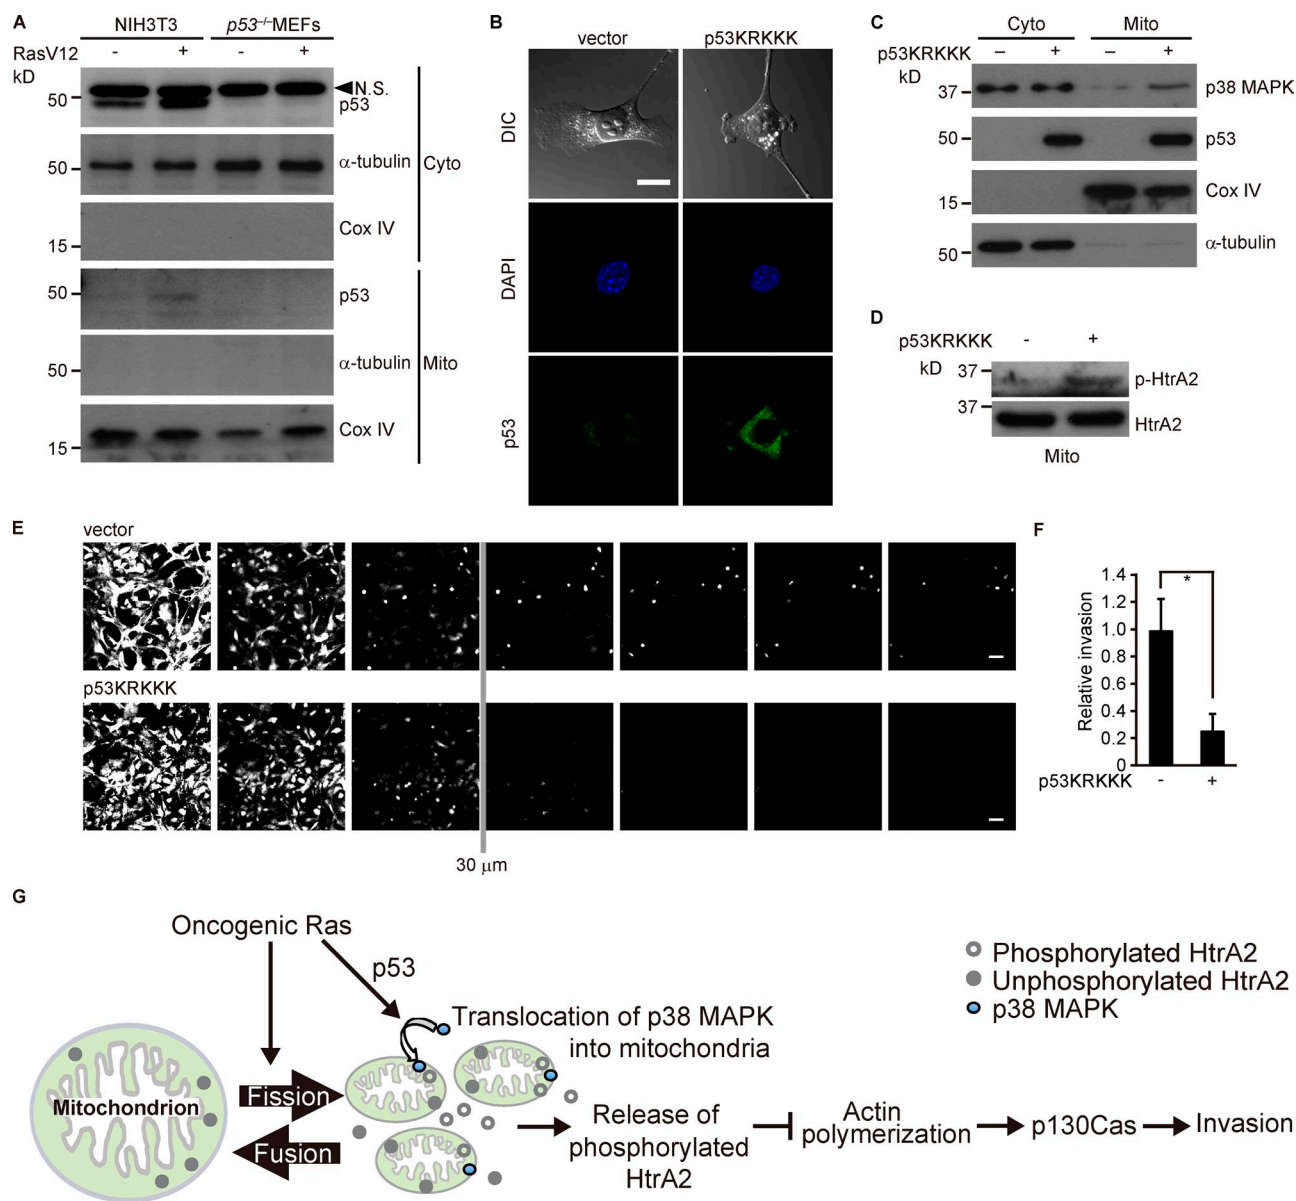 A
NIH3T3 p53–/–MEFs
RasV12 - + - +
kD
50
N.S.
p53
50
α-tubulin
Cyto
15
Cox IV
50
p53
50
α-tubulin
Mito
15
Cox IV
B
vector p53KRKKK
DIC
DAPI
p53
C
Cyto Mito
p53KRKKK – + – +
kD
37
p38 MAPK
50
p53
15
Cox IV
50
α-tubulin
D
p53KRKKK - +
kD
37
p-HtrA2
37
HtrA2
Mito
E
vector
p53KRKKK
30 μm
F
Relative invasion
1.4
1.2
1.0
0.8
0.6
0.4
0.2
0
*
p53KRKKK - +
G
Oncogenic Ras
p53
Translocation of p38 MAPK
into mitochondria
Phosphorylated HtrA2
Unphosphorylated HtrA2
p38 MAPK
Mitochondrion
Fission
Fusion
Release of
phosphorylated
HtrA2
Actin
polymerization
p130Cas
Invasion